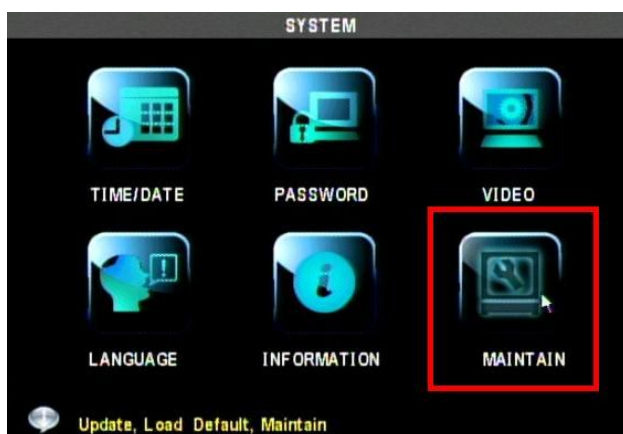 SYSTEM
TIME/DATE PASSWORD VIDEO
LANGUAGE INFORMATION MAINTAIN
Update, Load Default, Maintain